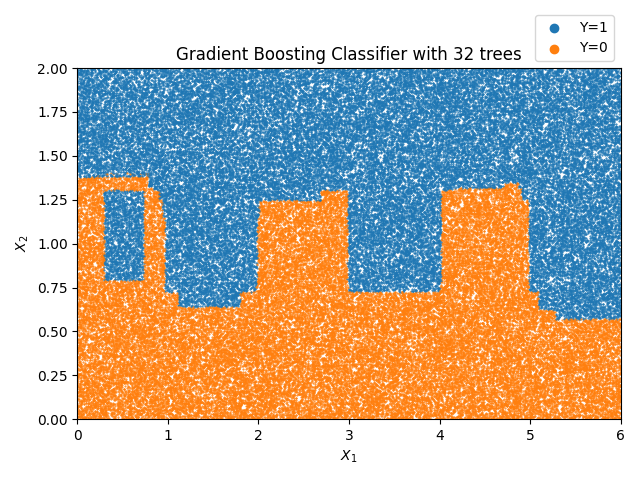 Y=1
Y=0
Gradient Boosting Classifier with 32 trees
2.00
1.75
1.50
1.25
1.00
0.75
0.50
0.25
0.00
X₂
0 1 2 3 4 5 6
X₁